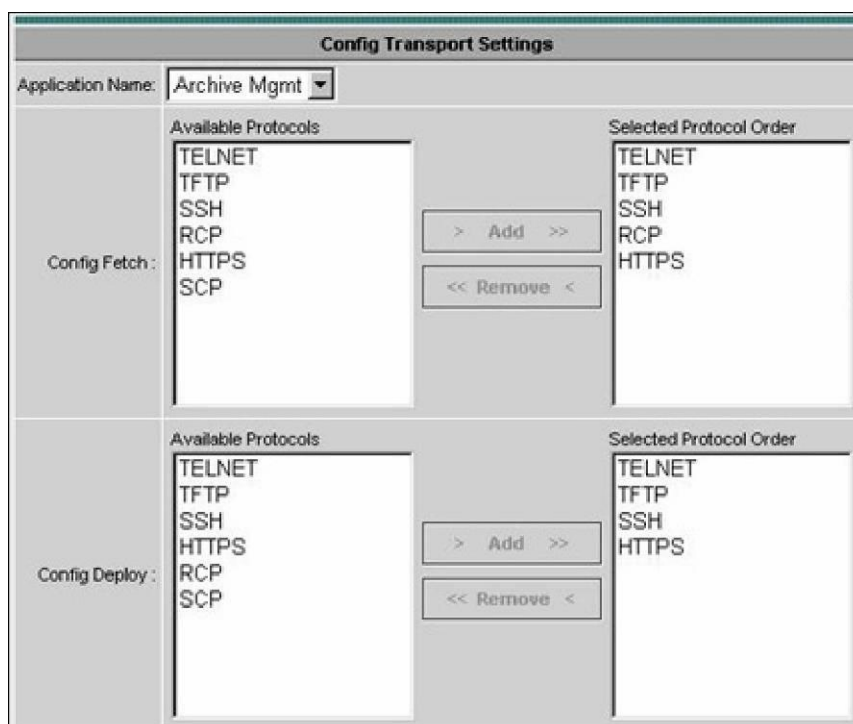 Config Transport Settings
Application Name: Archive Mgmt
Config Fetch :
Available Protocols
TELNET
TFTP
SSH
RCP
HTTPS
SCP
> Add >>
<< Remove <
Selected Protocol Order
TELNET
TFTP
SSH
RCP
HTTPS
Config Deploy :
Available Protocols
TELNET
TFTP
SSH
HTTPS
RCP
SCP
> Add >>
<< Remove <
Selected Protocol Order
TELNET
TFTP
SSH
HTTPS